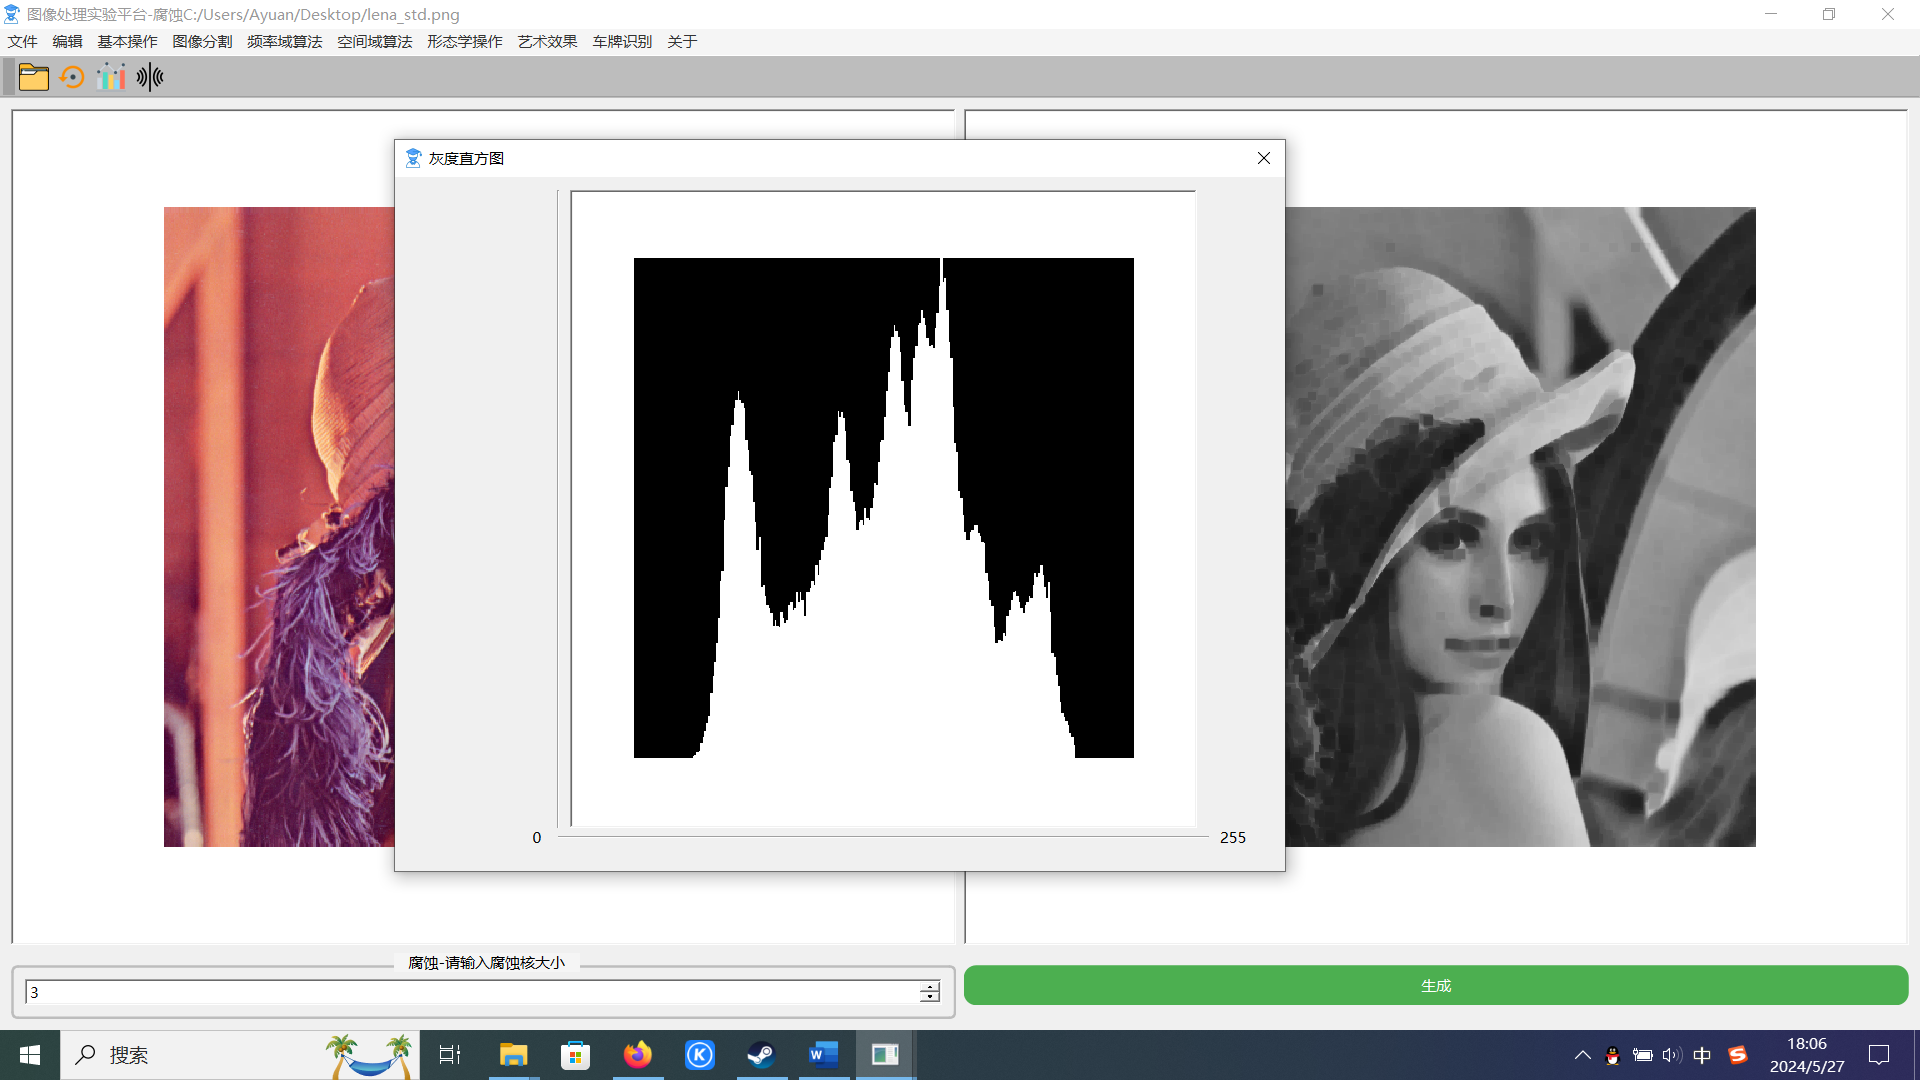 图像处理实验平台-腐蚀C:/Users/Ayuan/Desktop/lena_std.png
文件 编辑 基本操作 图像分割 频率域算法 空间域算法 形态学操作 艺术效果 车牌识别 关于
灰度直方图
0 255
腐蚀-请输入腐蚀核大小
3
生成
搜索
中
18:06
2024/5/27